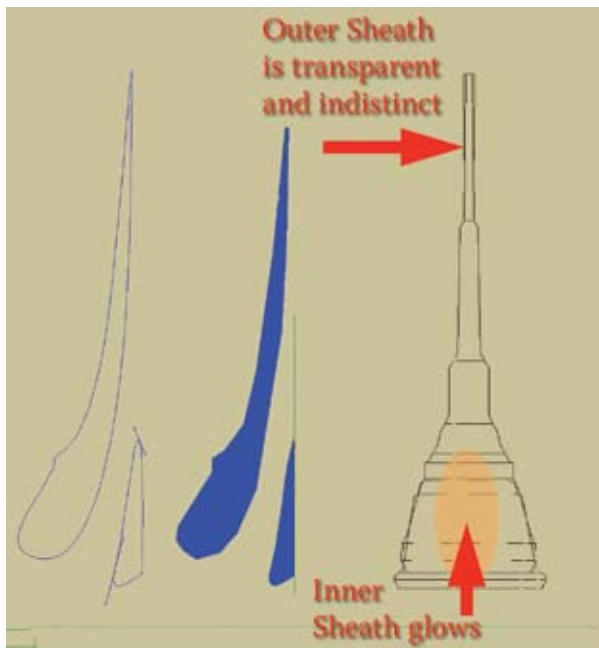 Outer Sheath
is transparent
and indistinct
Inner
Sheath glows